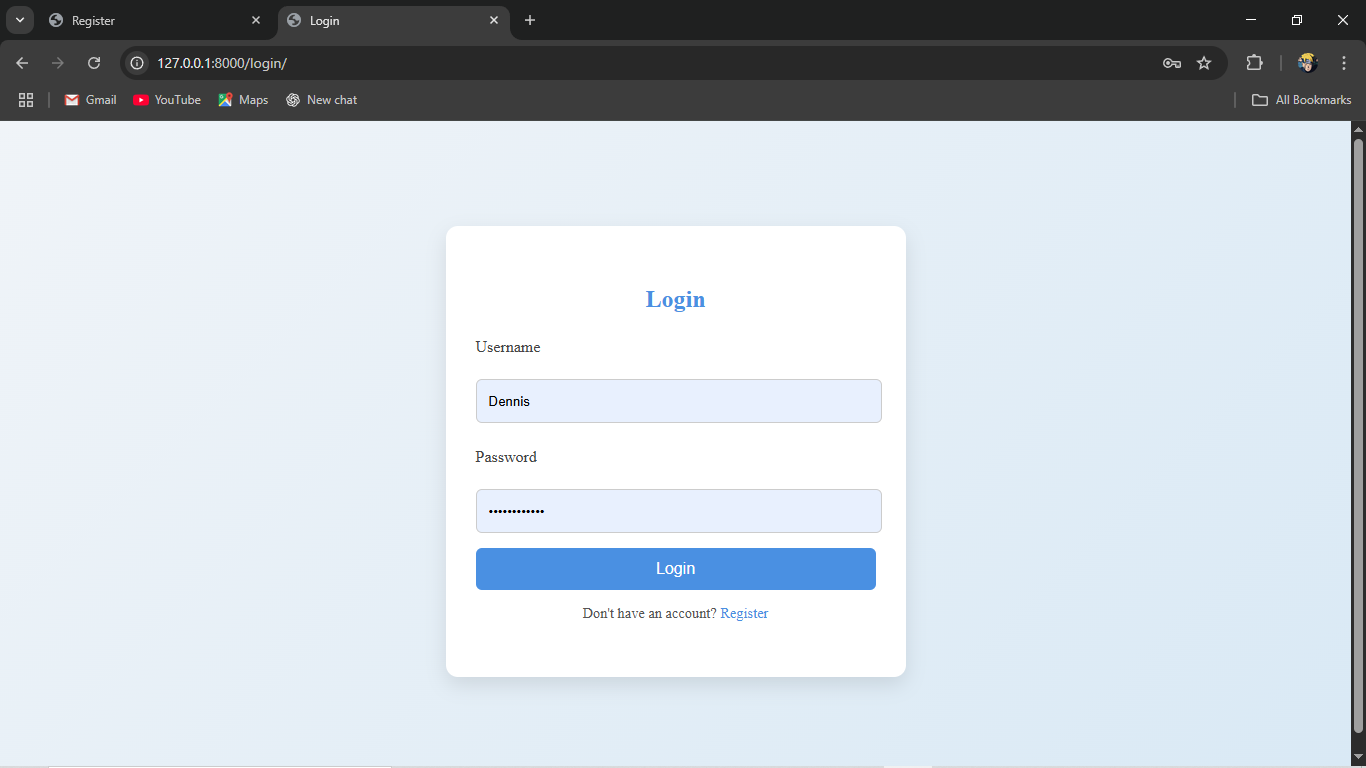 Register
Login
127.0.0.1:8000/login/
Gmail
YouTube
Maps
New chat
All Bookmarks
Login
Username
Dennis
Password
••••••••••••
Login
Don't have an account? Register